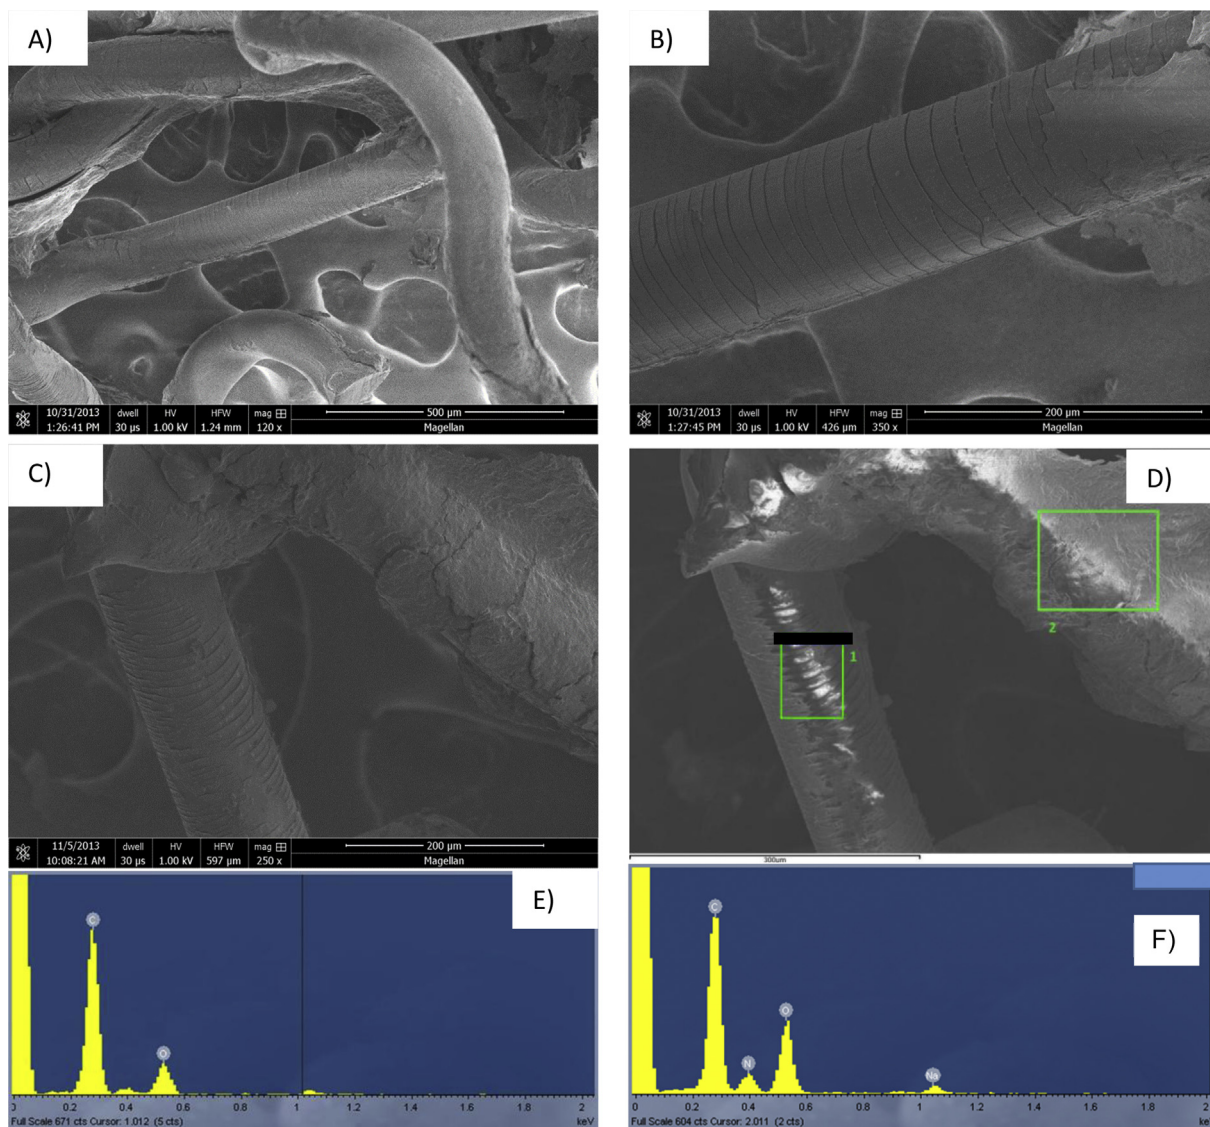 A)
10/31/2013 dwell HV HFW mag 500 µm
1:26:41 PM 30 µs 1.00 kV 1.24 mm 120 x Magellan
B)
10/31/2013 dwell HV HFW mag 200 µm
1:27:45 PM 30 µs 1.00 kV 426 µm 350 x Magellan
C)
11/5/2013 dwell HV HFW mag 200 µm
10:08:21 AM 30 µs 1.00 kV 597 µm 250 x Magellan
D)
1
2
300µm
E)
C
O
0 0.2 0.4 0.6 0.8 1 1.2 1.4 1.6 1.8 2
Full Scale 671 cts Cursor: 1.012 (5 cts) keV
F)
C
N
O
Na
0 0.2 0.4 0.6 0.8 1 1.2 1.4 1.6 1.8 2
Full Scale 604 cts Cursor: 2.011 (2 cts) keV